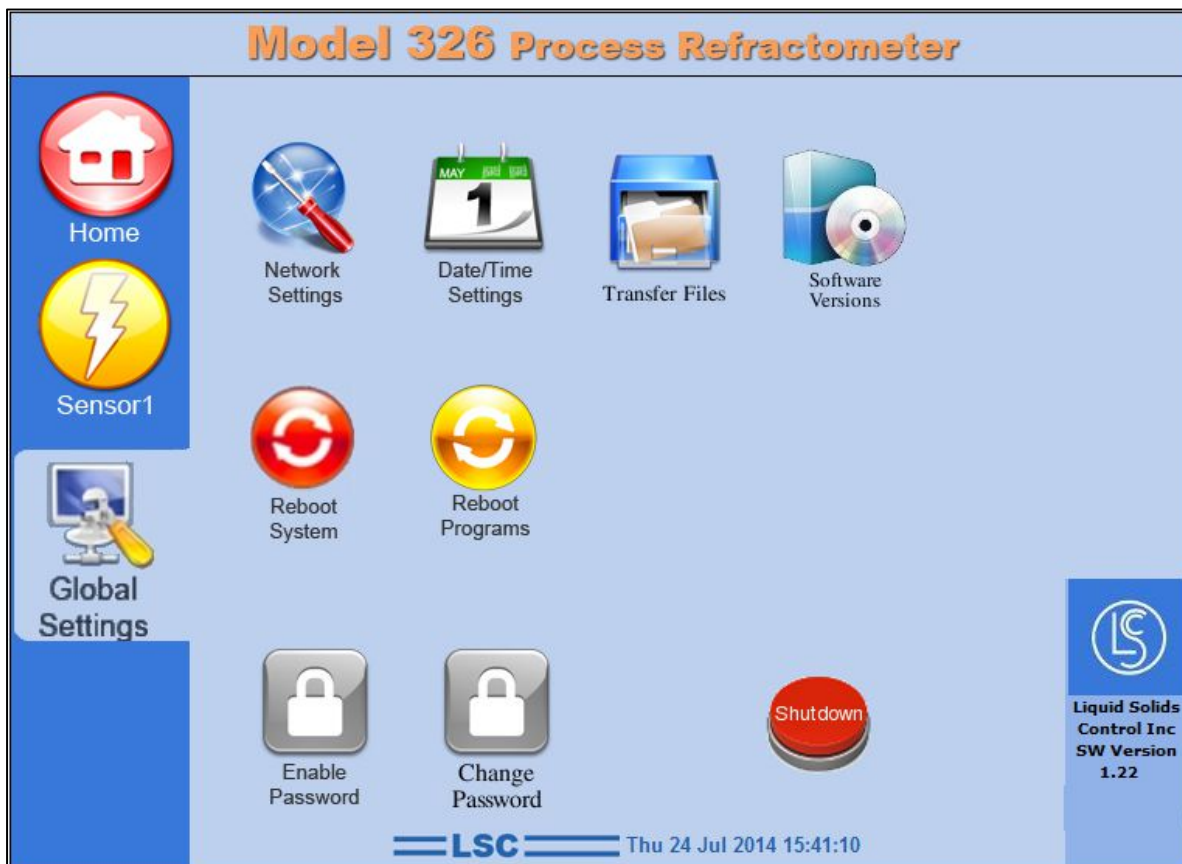 Model 326 Process Refractometer
Home
Sensor1
Global
Settings
Network
Settings
MAY
1
Date/Time
Settings
Transfer Files
Software
Versions
Reboot
System
Reboot
Programs
Enable
Password
Change
Password
Shutdown
LSC
Liquid Solids
Control Inc
SW Version
1.22
LSC
Thu 24 Jul 2014 15:41:10